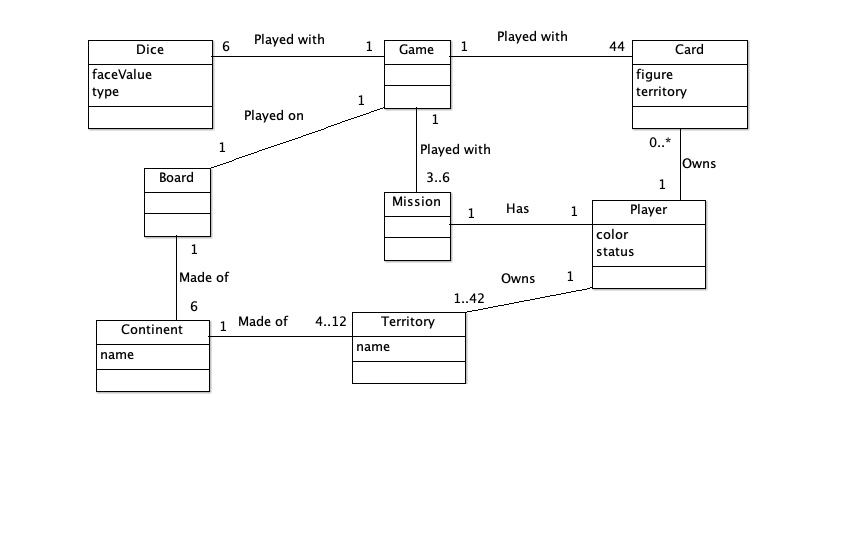 Dice
6
Played with
1
Game
1
Played with
44
Card
faceValue
type
figure
territory
1
Played on
1
1
Played with
3..6
0..*
Owns
1
Board
Mission
1
Has
1
Player
color
status
1
Made of
6
Owns
1
1..42
Continent
name
1
Made of
4..12
Territory
name